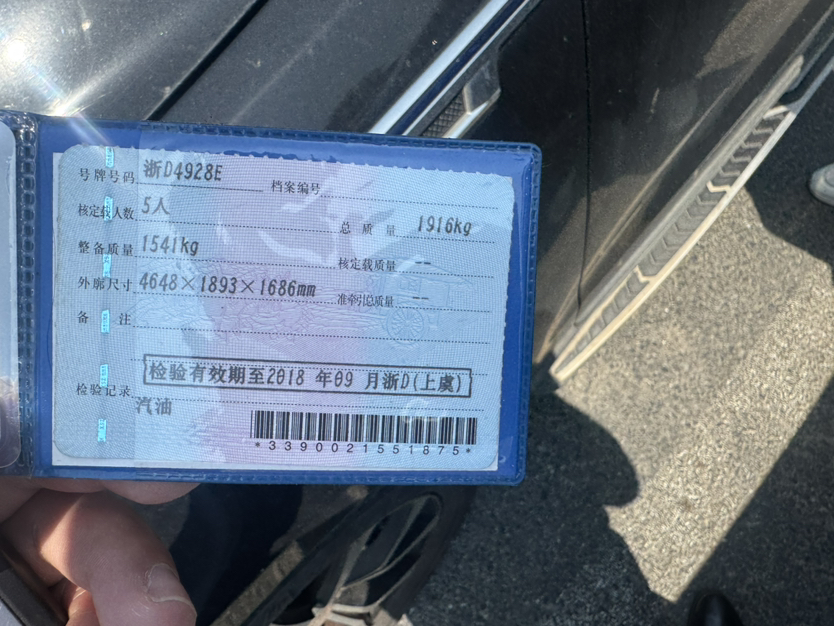 号牌号码 浙D4928E 档案编号
核定载人数 5人 总质量 1916kg
整备质量 1541kg 核定载质量 --
外廓尺寸 4648×1893×1686mm 准牵引总质量 --
备注
检验记录 检验有效期至2018 年09 月浙D(上虞)
汽油
*3390021551875*